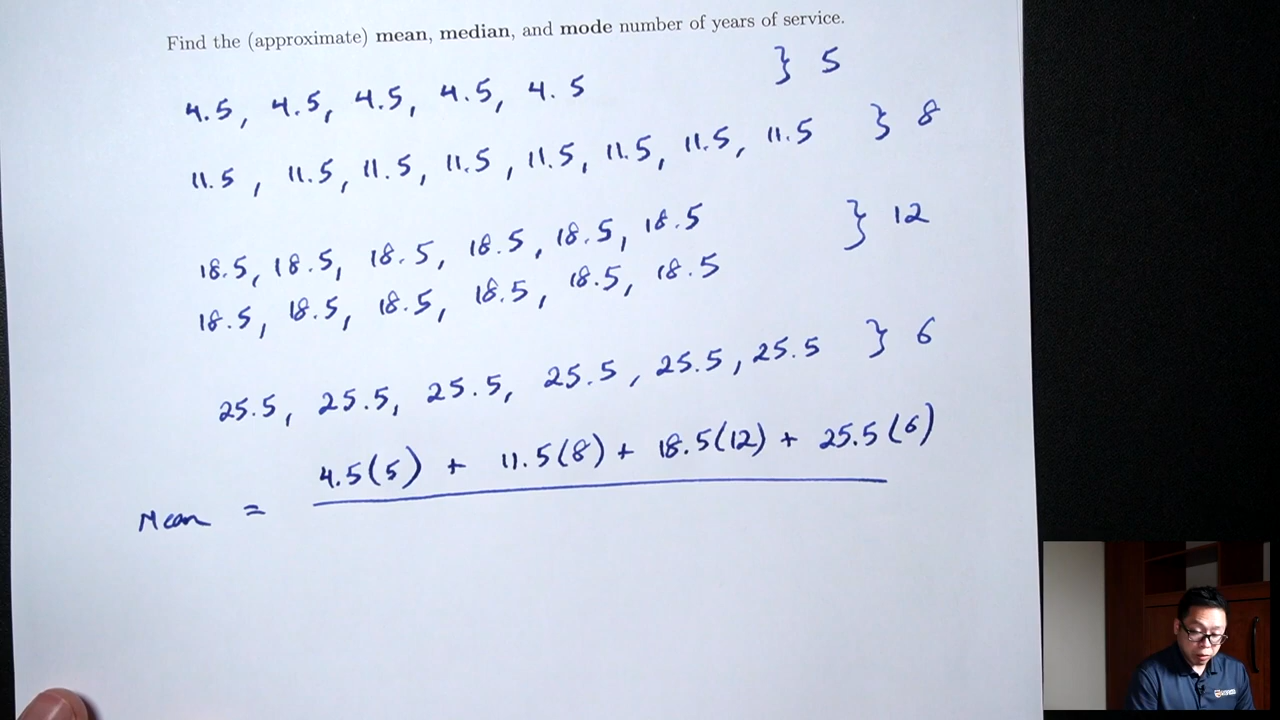 Find the (approximate) mean, median, and mode number of years of service.
4.5, 4.5, 4.5, 4.5, 4.5 } 5
11.5, 11.5, 11.5, 11.5, 11.5, 11.5, 11.5, 11.5 } 8
18.5, 18.5, 18.5, 18.5, 18.5, 18.5 } 12
18.5, 18.5, 18.5, 18.5, 18.5, 18.5
25.5, 25.5, 25.5, 25.5, 25.5, 25.5 } 6
4.5(5) + 11.5(8) + 18.5(12) + 25.5(6)
Mean =